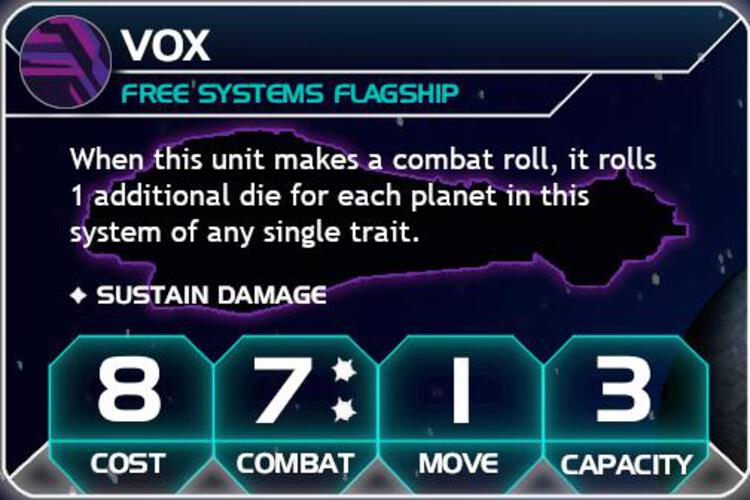 VOX
FREE SYSTEMS FLAGSHIP
When this unit makes a combat roll, it rolls
1 additional die for each planet in this
system of any single trait.
SUSTAIN DAMAGE
8 7 1 3
COST COMBAT MOVE CAPACITY